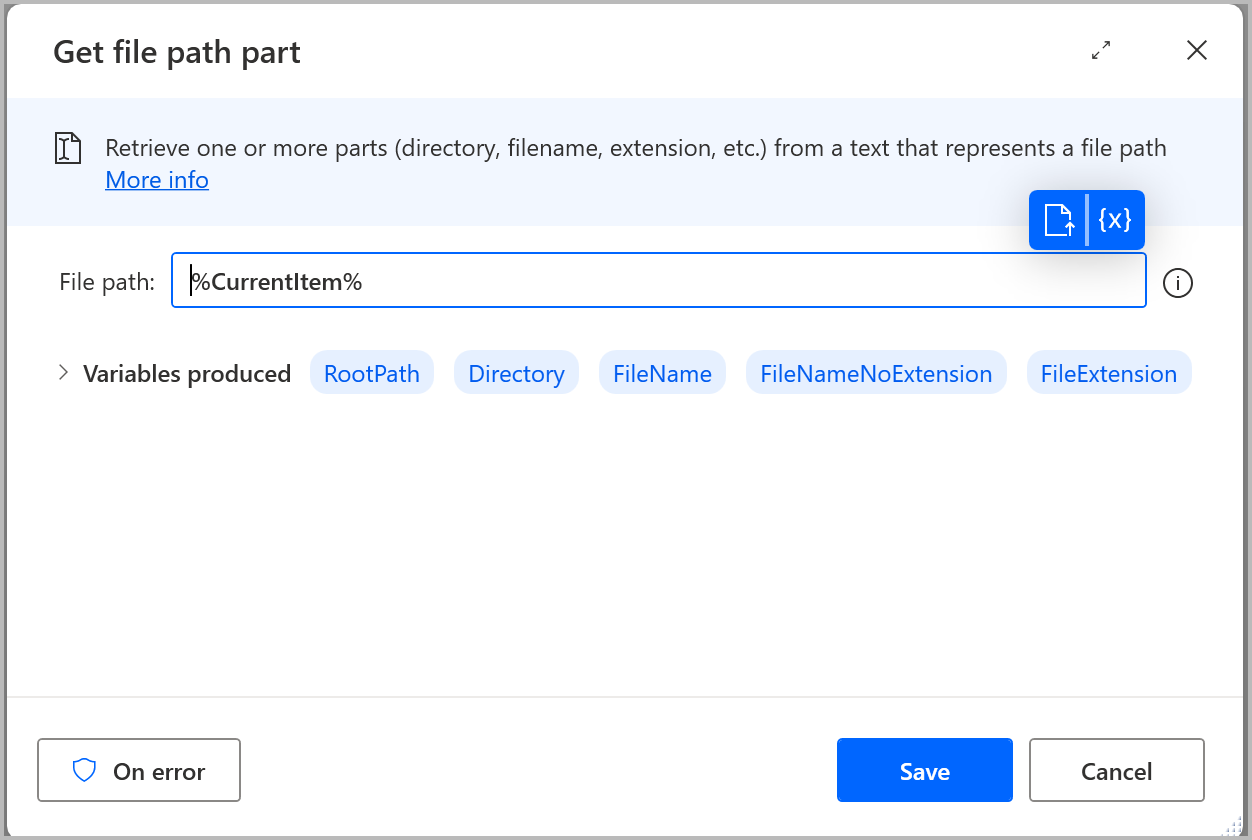 Get file path part
Retrieve one or more parts (directory, filename, extension, etc.) from a text that represents a file path
More info
{x}
File path: %CurrentItem%
Variables produced RootPath Directory FileName FileNameNoExtension FileExtension
On error Save Cancel